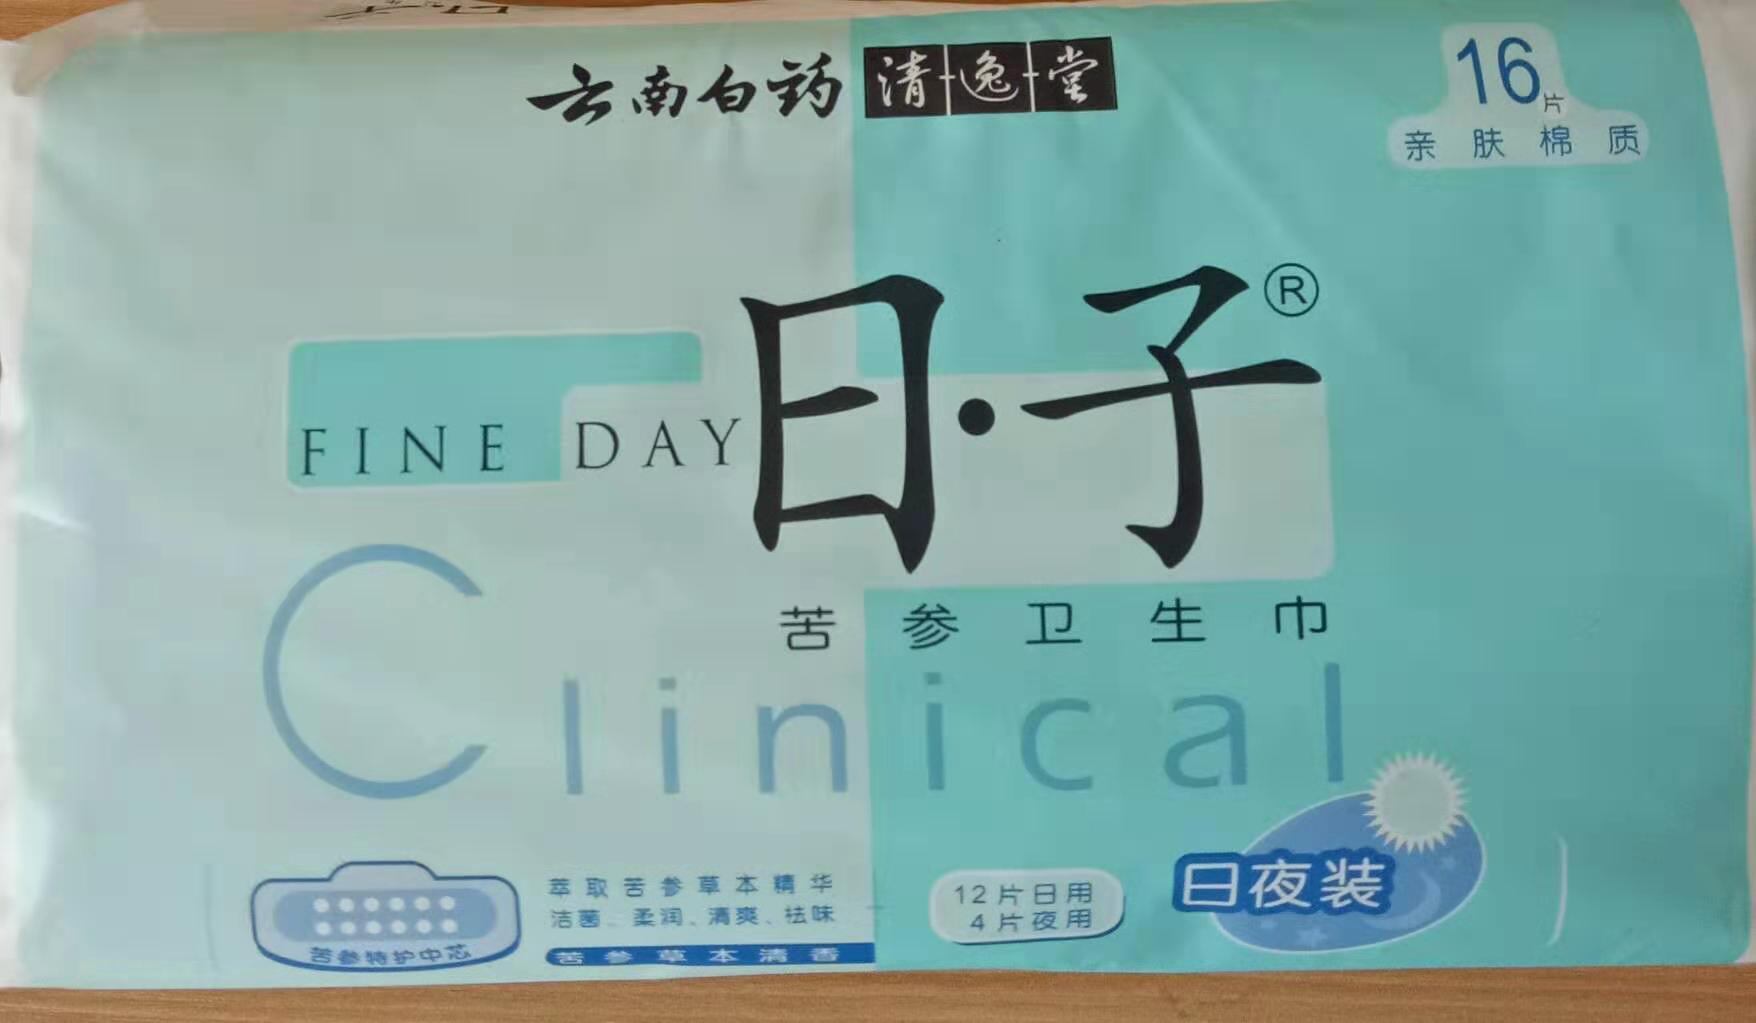 云南白药 清逸堂
16片
亲肤棉质
日·子®
FINE DAY
苦参卫生巾
Clinical
萃取苦参草本精华
洁菌、柔润、清爽、祛味
苦参草本清香
苦参特护中芯
12片日用
4片夜用
日夜装